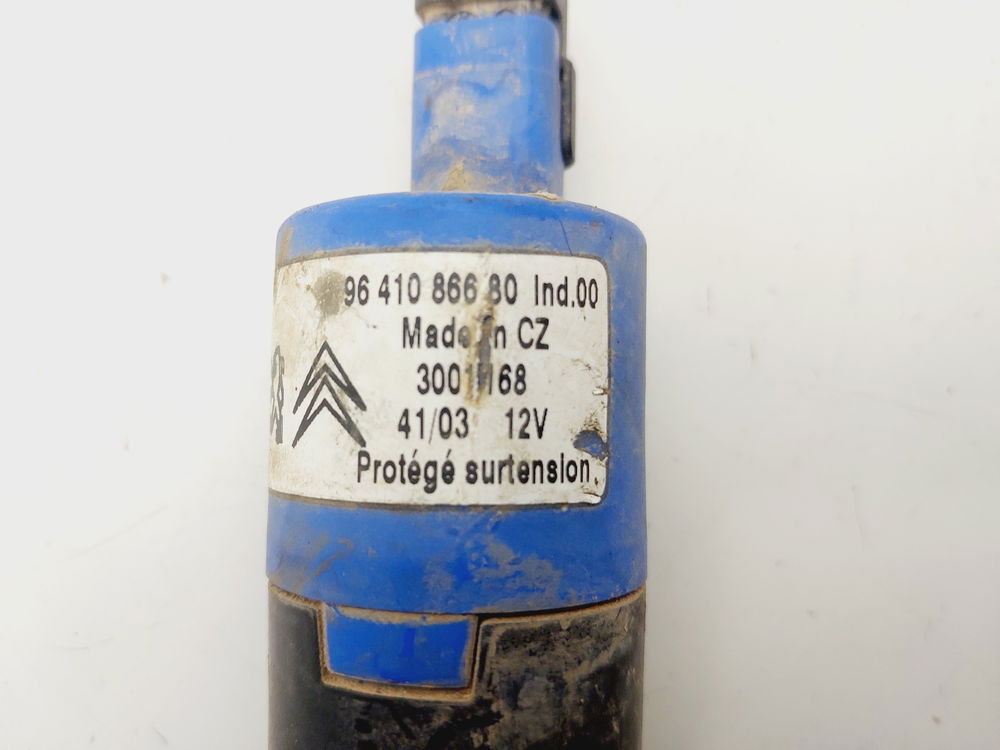 96 410 866 80 Ind.00
Made in CZ
41/03 12V
Protégé surtension